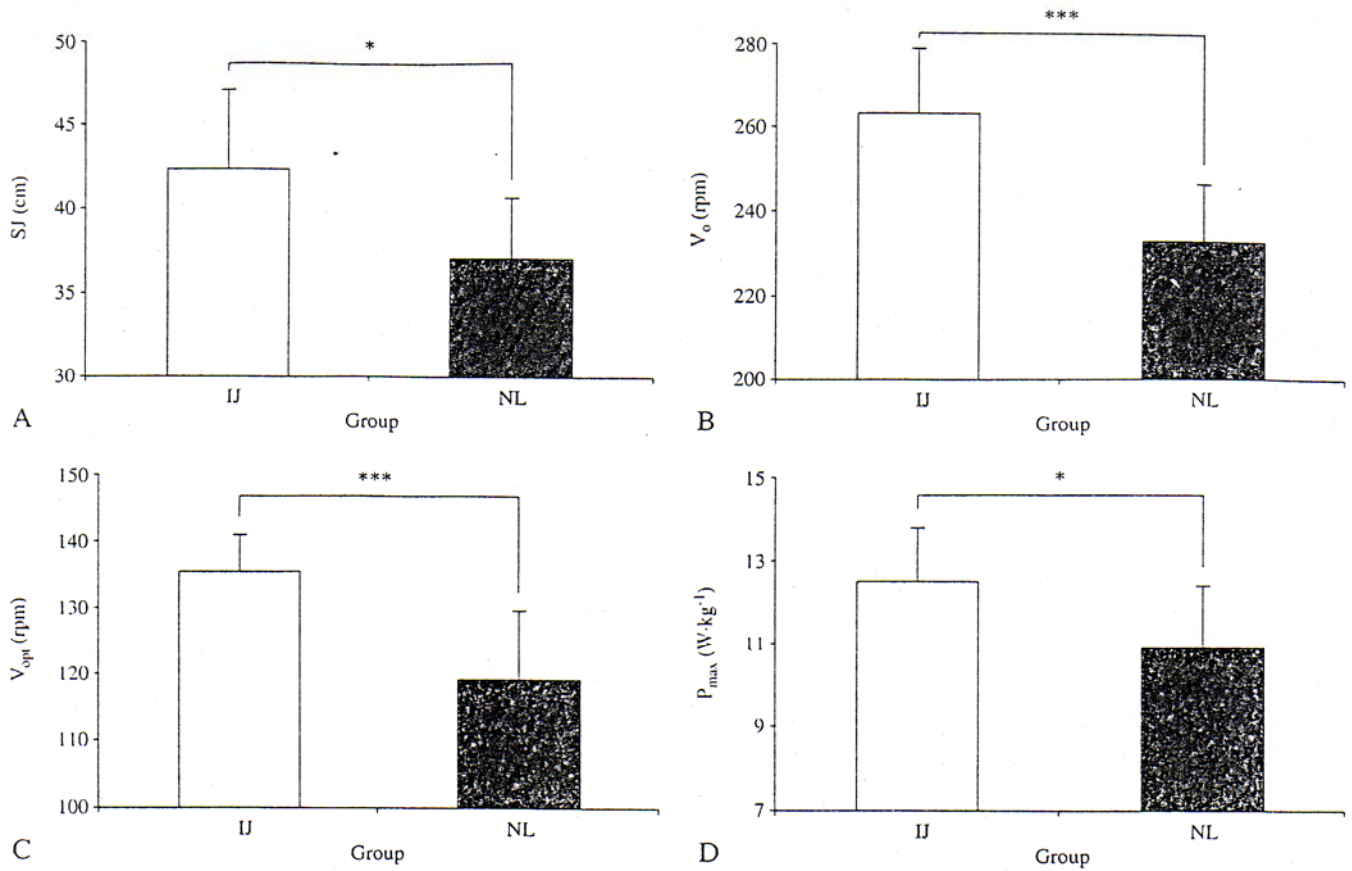 50
45
40
35
30
SJ (cm)
*
IJ
NL
Group
A
280
260
240
220
200
V₀ (rpm)
***
IJ
NL
Group
B
150
140
130
120
110
100
V_opt (rpm)
***
IJ
NL
Group
C
15
13
11
9
7
P_max (W·kg⁻¹)
*
IJ
NL
Group
D